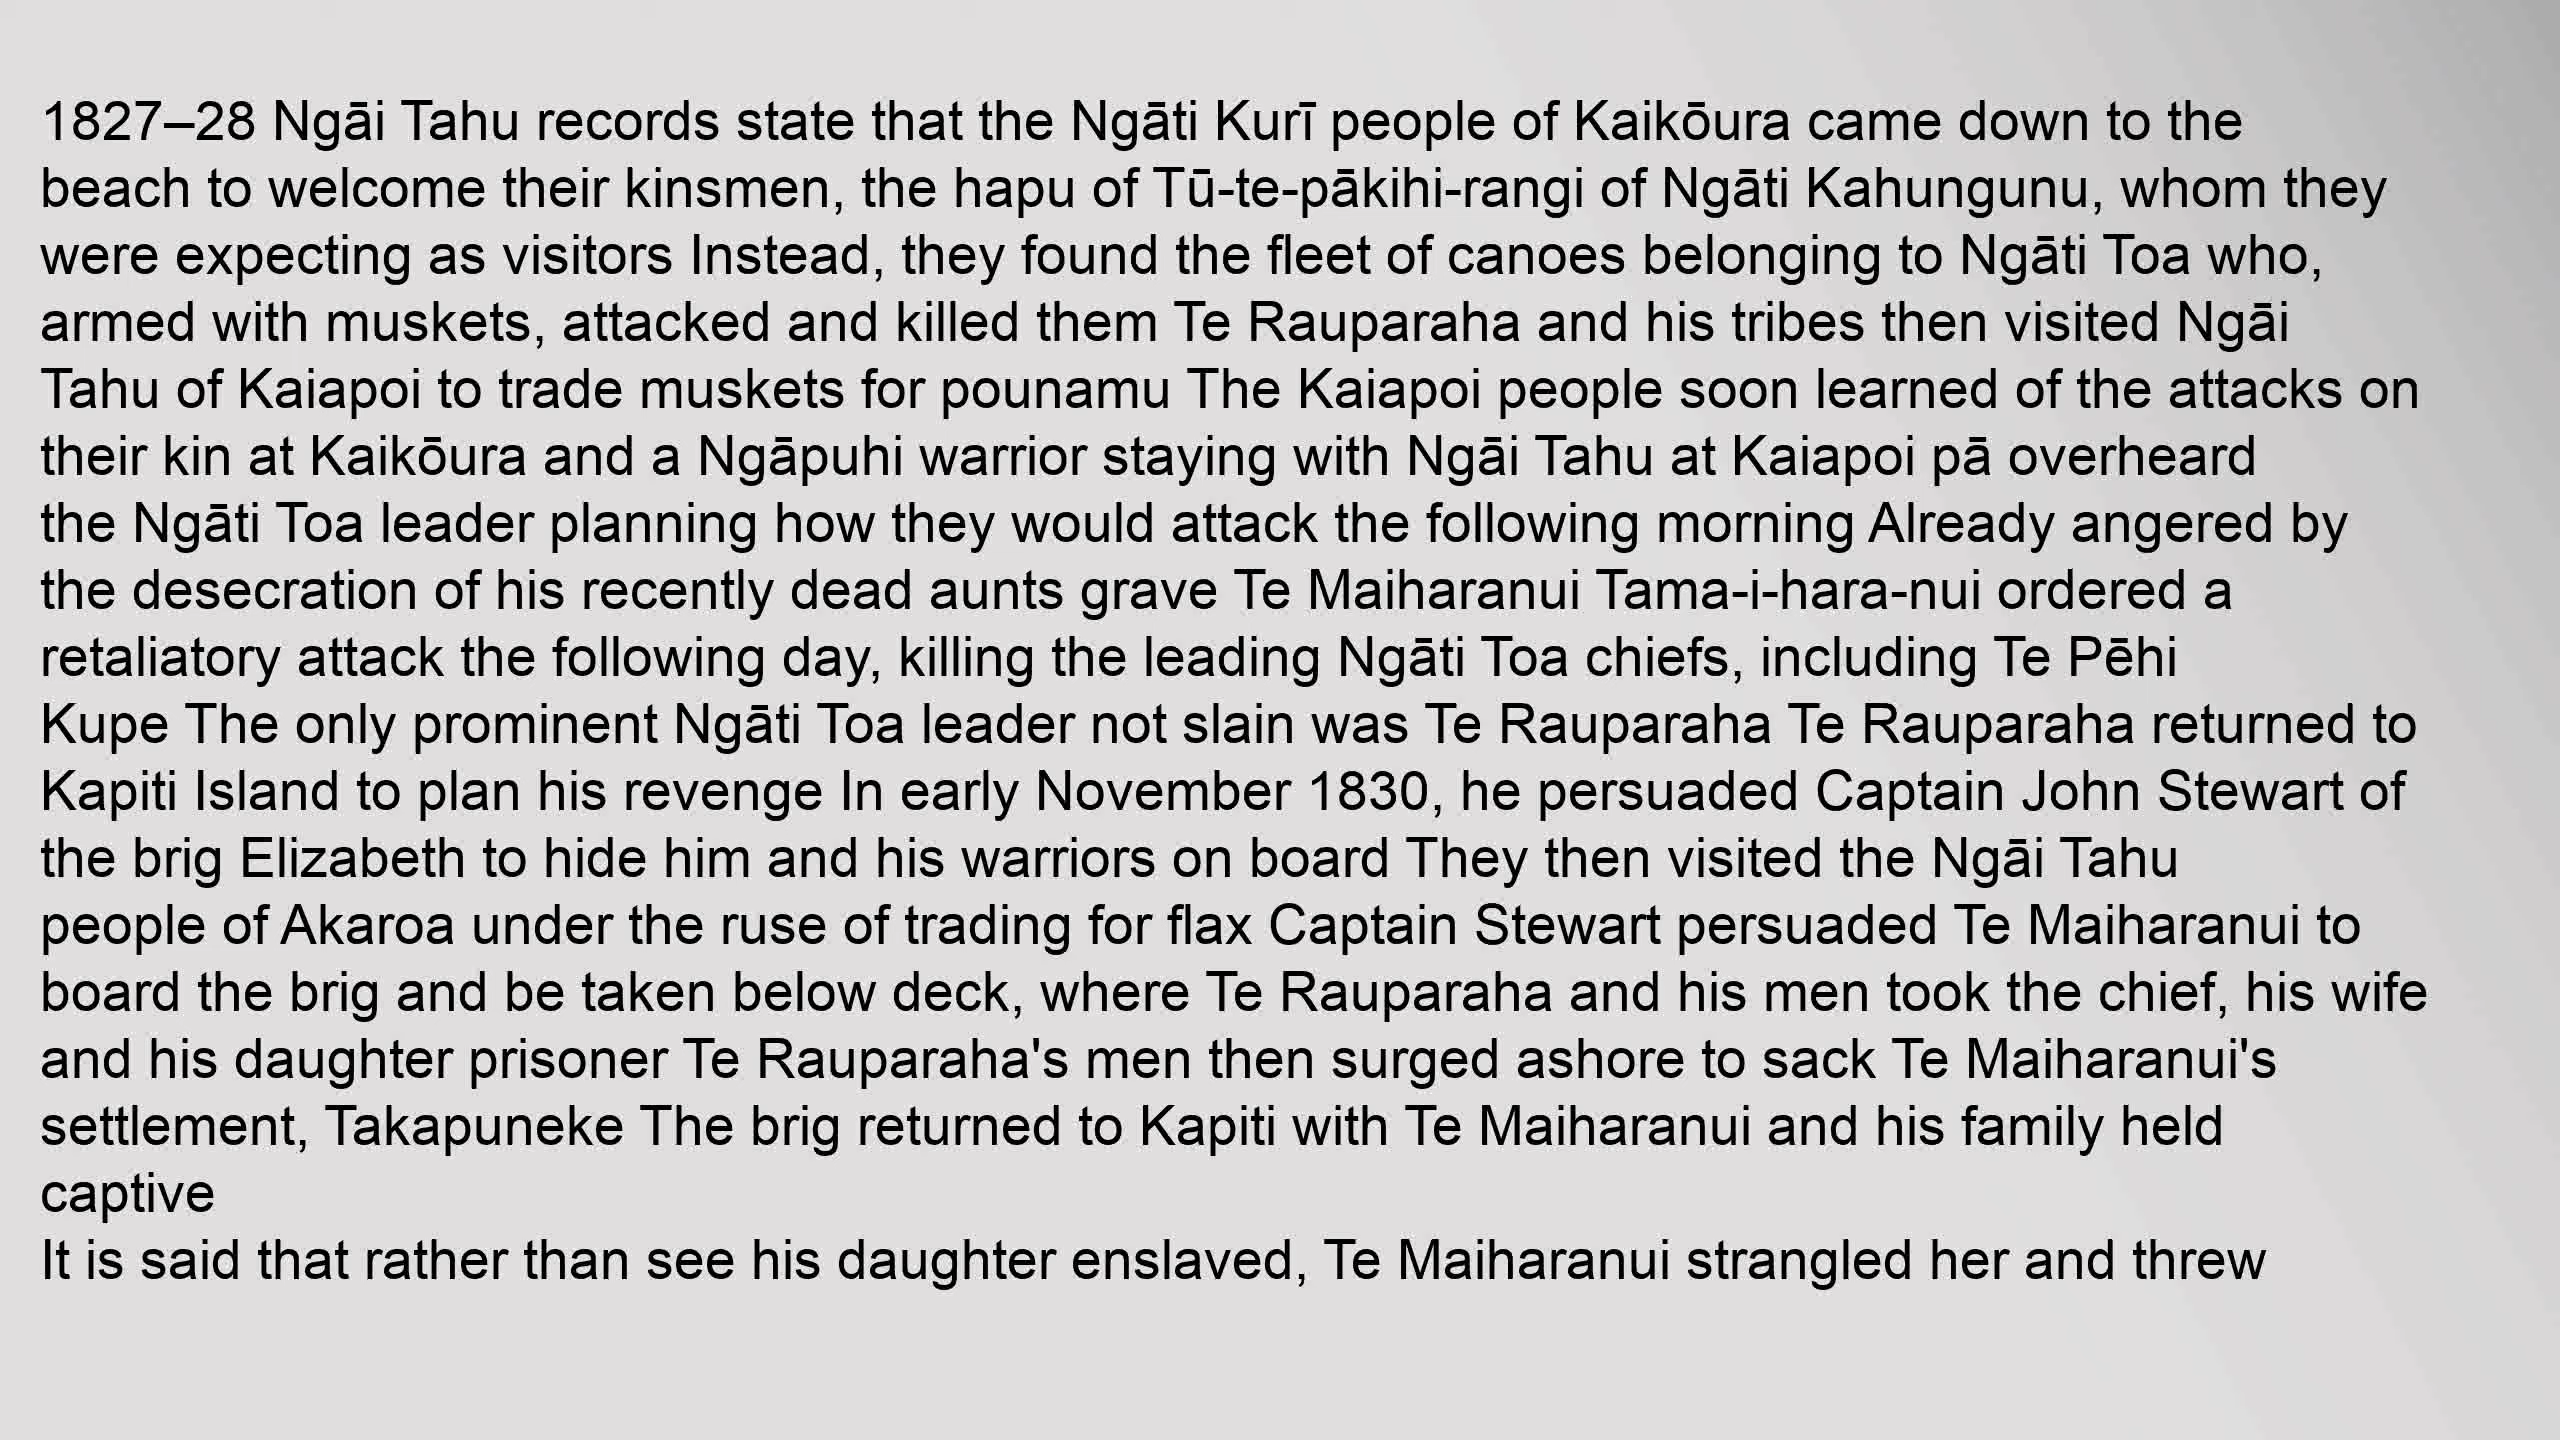 1827–28 Ngāi Tahu records state that the Ngāti Kurī people of Kaikōura came down to the
beach to welcome their kinsmen, the hapu of Tū-te-pākihi-rangi of Ngāti Kahungunu, whom they
were expecting as visitors Instead, they found the fleet of canoes belonging to Ngāti Toa who,
armed with muskets, attacked and killed them Te Rauparaha and his tribes then visited Ngāi
Tahu of Kaiapoi to trade muskets for pounamu The Kaiapoi people soon learned of the attacks on
their kin at Kaikōura and a Ngāpuhi warrior staying with Ngāi Tahu at Kaiapoi pā overheard
the Ngāti Toa leader planning how they would attack the following morning Already angered by
the desecration of his recently dead aunts grave Te Maiharanui Tama-i-hara-nui ordered a
retaliatory attack the following day, killing the leading Ngāti Toa chiefs, including Te Pēhi
Kupe The only prominent Ngāti Toa leader not slain was Te Rauparaha Te Rauparaha returned to
Kapiti Island to plan his revenge In early November 1830, he persuaded Captain John Stewart of
the brig Elizabeth to hide him and his warriors on board They then visited the Ngāi Tahu
people of Akaroa under the ruse of trading for flax Captain Stewart persuaded Te Maiharanui to
board the brig and be taken below deck, where Te Rauparaha and his men took the chief, his wife
and his daughter prisoner Te Rauparaha's men then surged ashore to sack Te Maiharanui's
settlement, Takapuneke The brig returned to Kapiti with Te Maiharanui and his family held
captive
It is said that rather than see his daughter enslaved, Te Maiharanui strangled her and threw